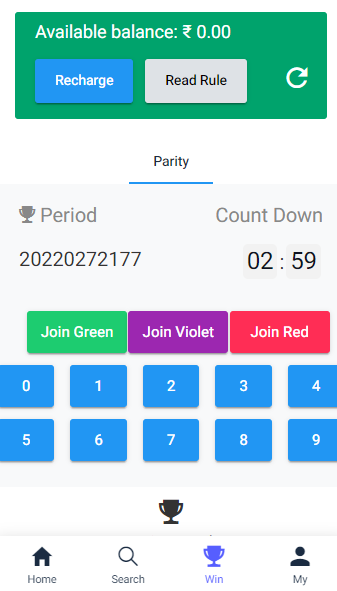 Available balance: ₹ 0.00
Recharge
Read Rule
Parity
Period
Count Down
20220272177
02 : 59
Join Green
Join Violet
Join Red
0 1 2 3 4
5 6 7 8 9
Home
Search
Win
My